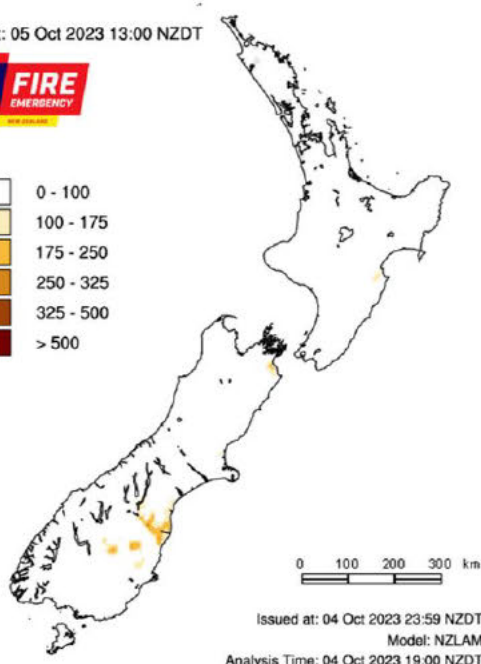 : 05 Oct 2023 13:00 NZDT
FIRE
EMERGENCY
NEW ZEALAND
0 - 100
100 - 175
175 - 250
250 - 325
325 - 500
> 500
0 100 200 300 km
Issued at: 04 Oct 2023 23:59 NZDT
Model: NZLAM
Analysis Time: 04 Oct 2023 19:00 NZDT